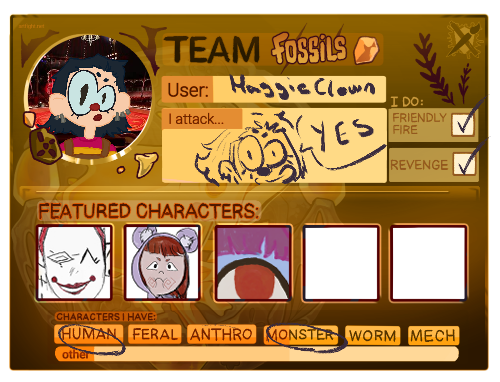 TEAM FOSSILS
User: MaggieClown
I attack... YES
I DO:
FRIENDLY FIRE
REVENGE
FEATURED CHARACTERS:
CHARACTERS I HAVE:
HUMAN FERAL ANTHRO MONSTER WORM MECH
other